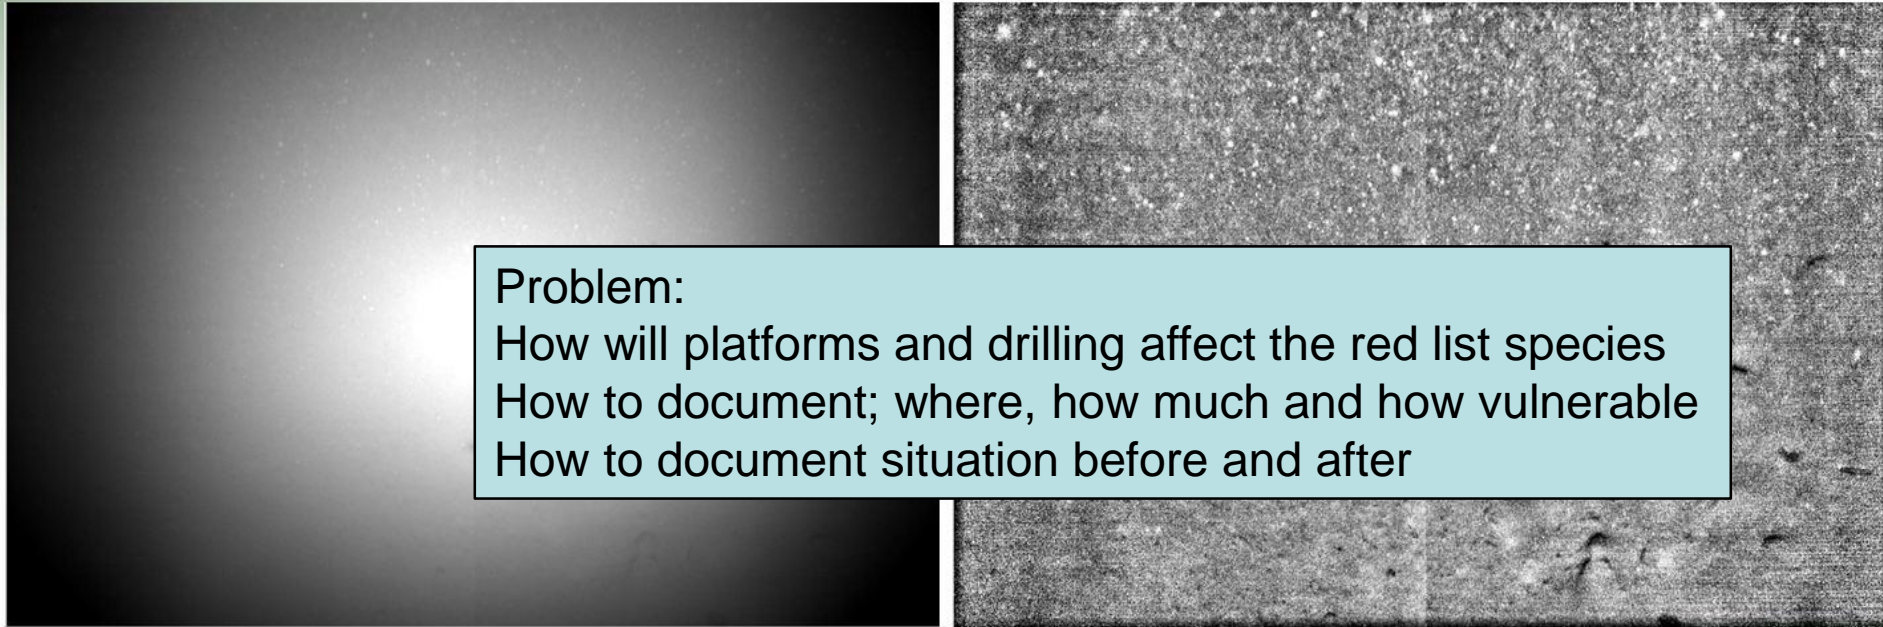 Problem:
How will platforms and drilling affect the red list species
How to document; where, how much and how vulnerable
How to document situation before and after